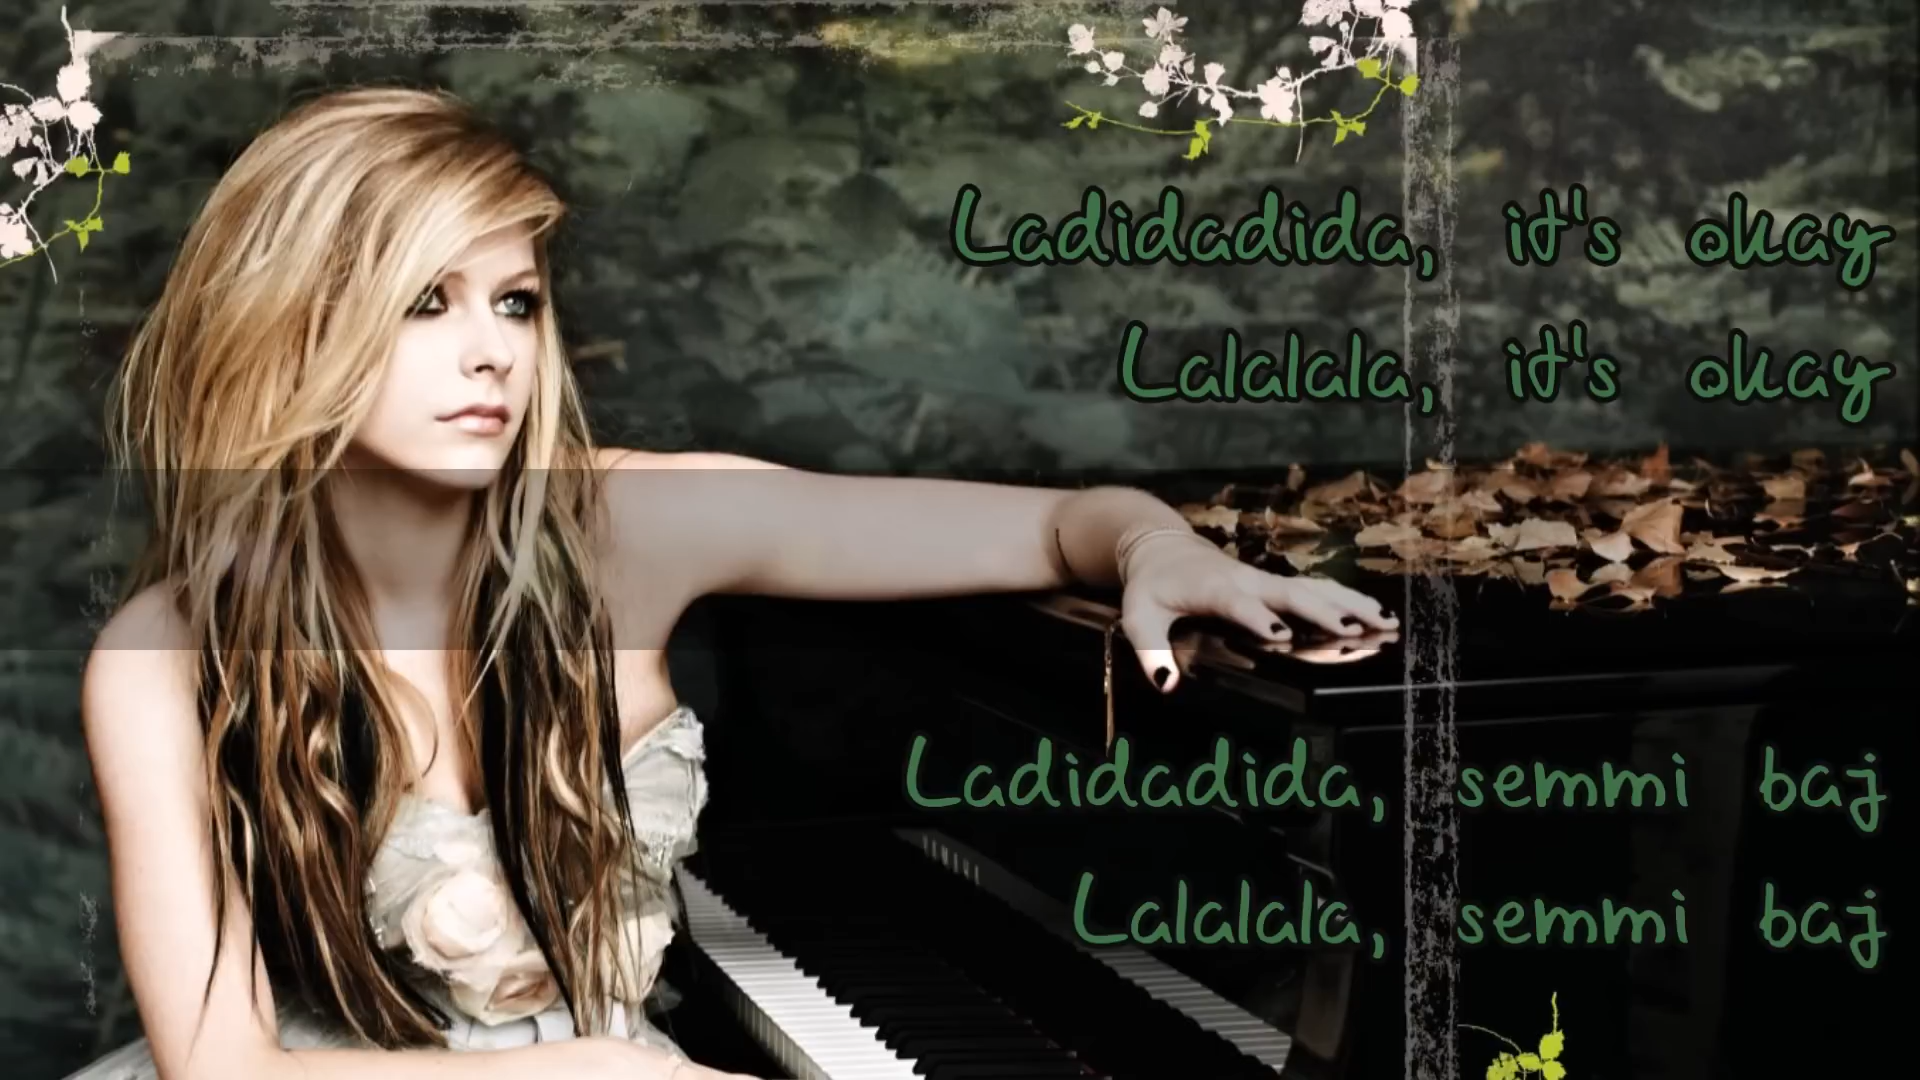 Ladidadida, it's okay
Lalalala, it's okay
Ladidadida, semmi baj
Lalalala, semmi baj